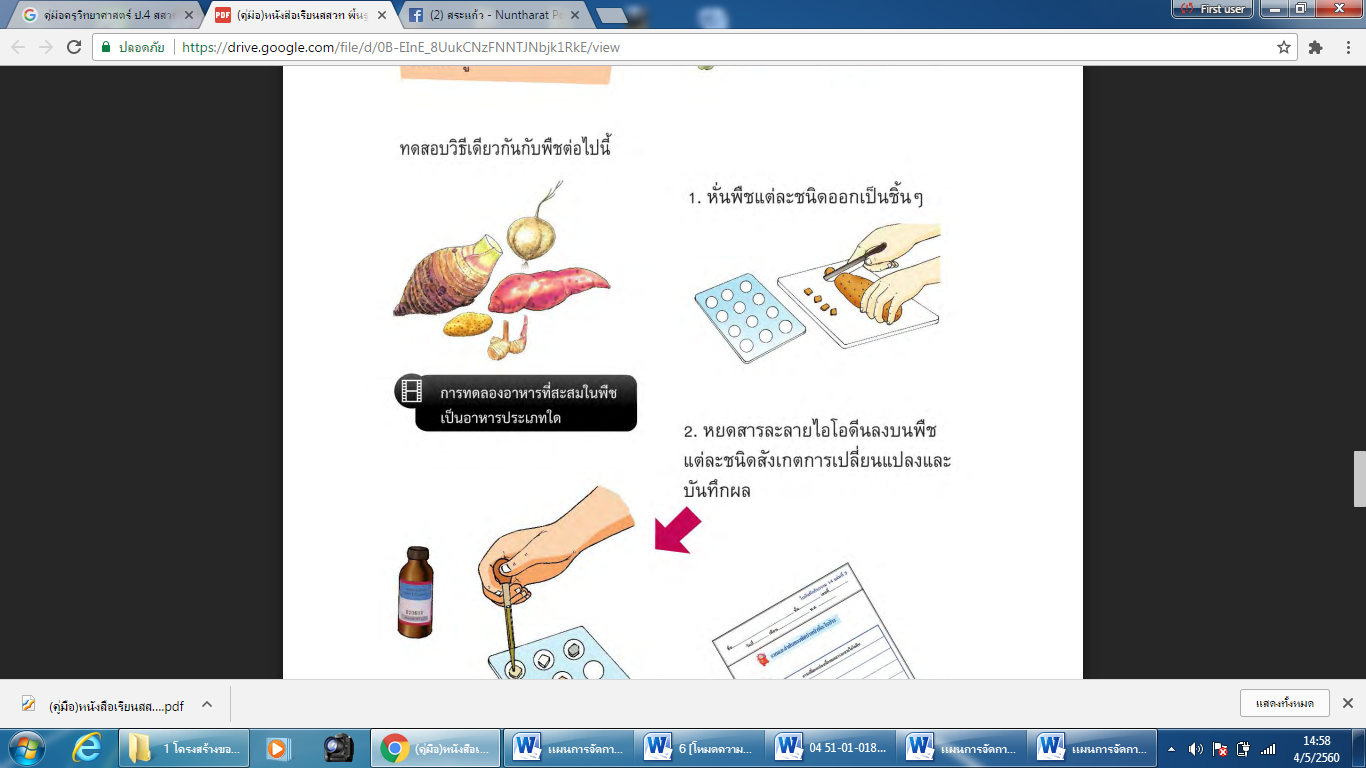 คู่มือครูวิทยาศาสตร์ ป.4 สสว
(คู่มือ)หนังสือเรียนสสวท พื้นฐ
(2) สระแก้ว - Nuntharat P
First user
ปลอดภัย
https://drive.google.com/file/d/0B-EInE_8UukCNzFNNTJNbjk1RkE/view
ทดสอบวิธีเดียวกันกับพืชต่อไปนี้
1. หั่นพืชแต่ละชนิดออกเป็นชิ้นๆ
การทดลองอาหารที่สะสมในพืช
เป็นอาหารประเภทใด
2. หยดสารละลายไอโอดีนลงบนพืช
แต่ละชนิดสังเกตการเปลี่ยนแปลงและ
บันทึกผล
(คู่มือ)หนังสือเรียนสส....pdf
แสดงทั้งหมด
1 โครงสร้างขอ...
(คู่มือ)หนังสือเ...
แผนการจัดกา...
6 [โหมดความ...
04 51-01-018...
แผนการจัดกา...
แผนการจัดกา...
14:58
4/5/2560